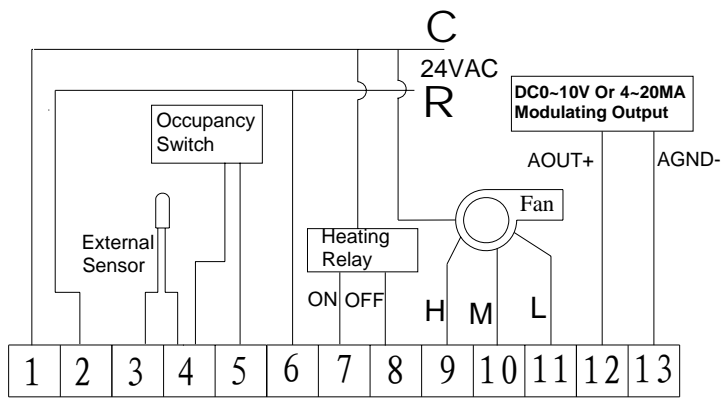 C
24VAC
R
DC0~10V Or 4~20MA
Modulating Output
Occupancy
Switch
AOUT+
AGND-
Fan
External
Sensor
Heating
Relay
ON OFF
H
M
L
1 2 3 4 5 6 7 8 9 10 11 12 13